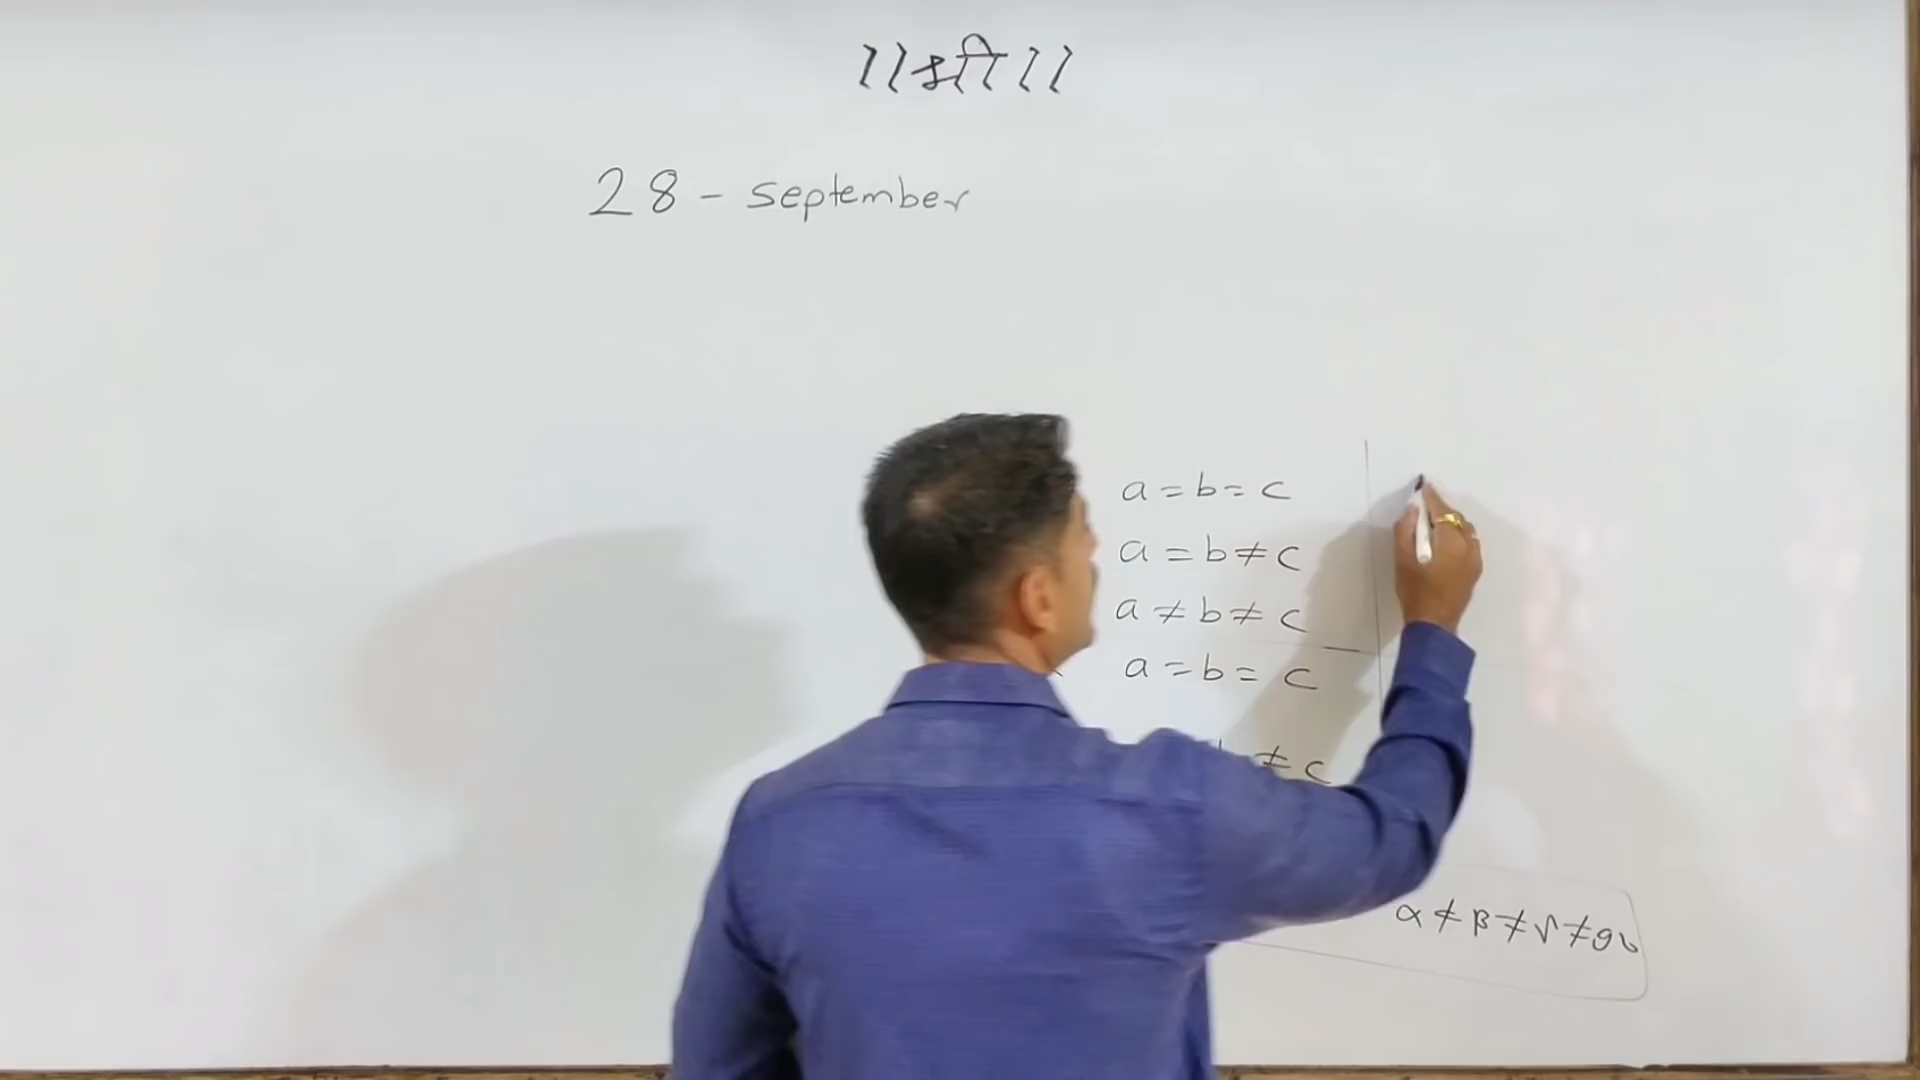 ।।श्री।।
28 - September
a = b = c
a = b ≠ c
a ≠ b ≠ c
a = b = c
≠ c
α ≠ β ≠ γ ≠ 90